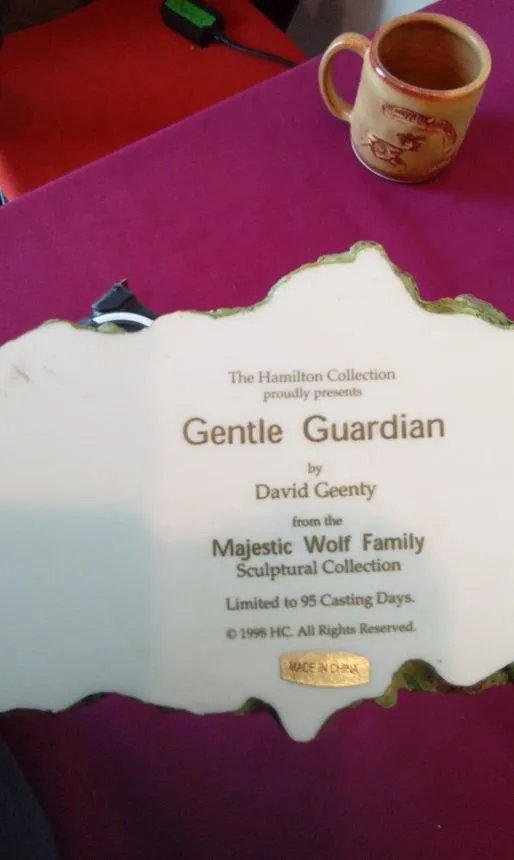 The Hamilton Collection
proudly presents
Gentle Guardian
by
David Geenty
from the
Majestic Wolf Family
Sculptural Collection
Limited to 95 Casting Days.
© 1998 HC. All Rights Reserved.
MADE IN CHINA